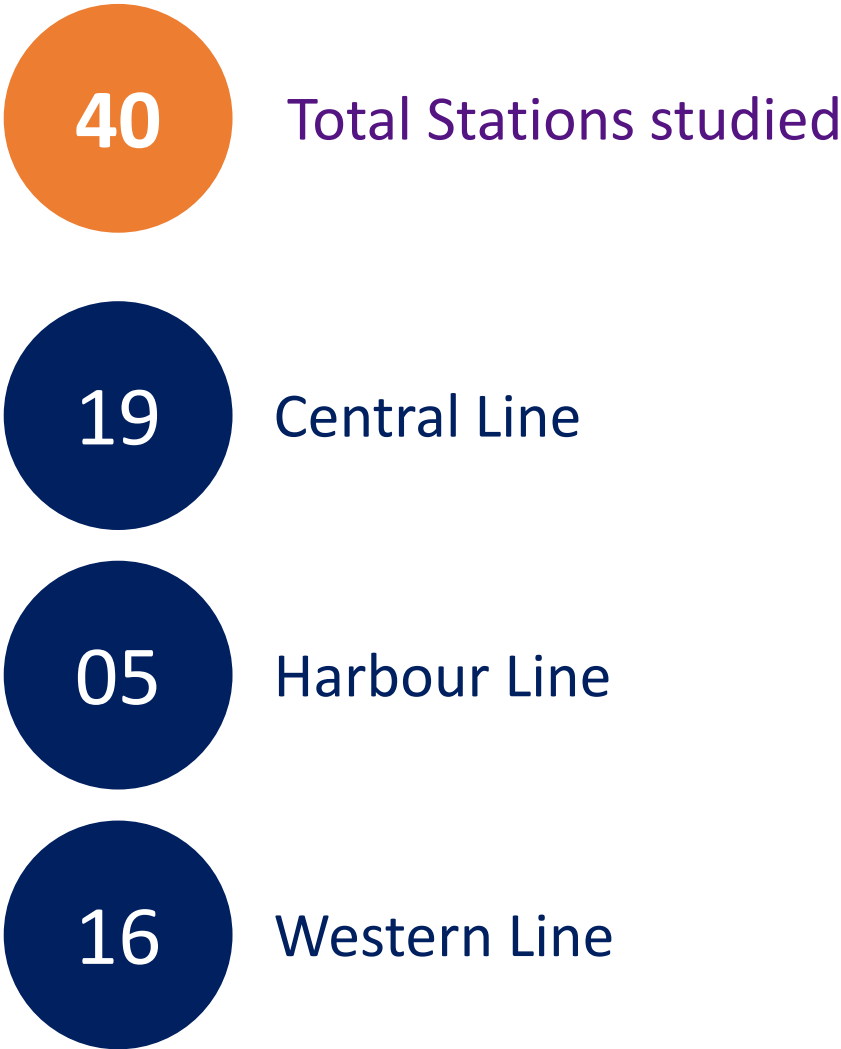 40 Total Stations studied
19 Central Line
05 Harbour Line
16 Western Line